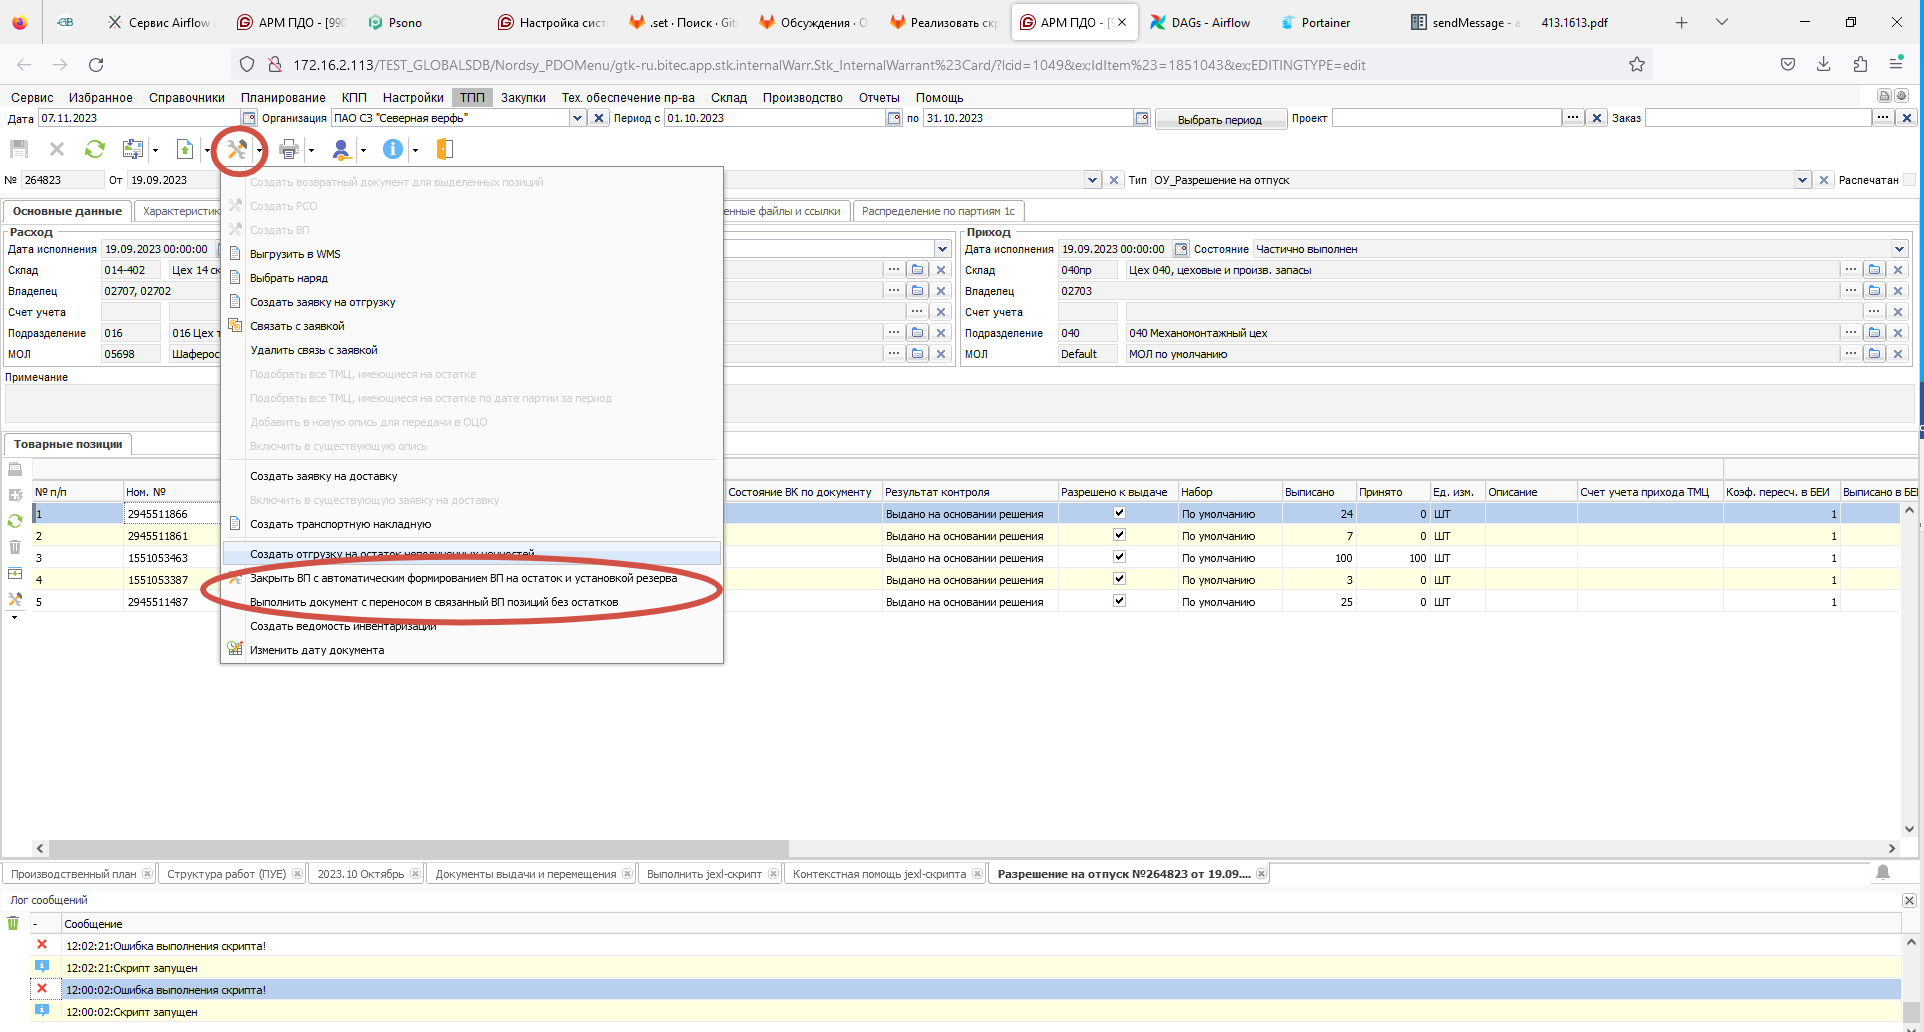 Сервис Airflow
АРМ ПДО - [990
Psono
Настройка сист
.set · Поиск · Git
Обсуждения · О
Реализовать скр
АРМ ПДО - [9
DAGs - Airflow
Portainer
sendMessage - a
413.1613.pdf
172.16.2.113/TEST_GLOBALSDB/Nordsy_PDOMenu/gtk-ru.bitec.app.stk.internalWarr.Stk_InternalWarrant%23Card/?lcid=1049&ex;IdItem%23=1851043&ex;EDITINGTYPE=edit
Сервис Избранное Справочники Планирование КПП Настройки ТПП Закупки Тех. обеспечение пр-ва Склад Производство Отчеты Помощь
Дата 07.11.2023 Организация ПАО СЗ "Северная верфь" Период с 01.10.2023 по 31.10.2023 Выбрать период Проект Заказ
№ 264823 От 19.09.2023 Тип ОУ_Разрешение на отпуск Распечатан
Основные данные Характеристик енные файлы и ссылки Распределение по партиям 1с
Расход
Дата исполнения 19.09.2023 00:00:00
Склад 014-402 Цех 14 ск
Владелец 02707, 02702
Счет учета
Подразделение 016 016 Цех т
МОЛ 05698 Шаферос
Приход
Дата исполнения 19.09.2023 00:00:00 Состояние Частично выполнен
Склад 040пр Цех 040, цеховые и произв. запасы
Владелец 02703
Счет учета
Подразделение 040 040 Механомонтажный цех
МОЛ Default МОЛ по умолчанию
Примечание
Создать возвратный документ для выделенных позиций
Создать РСО
Создать ВП
Выгрузить в WMS
Выбрать наряд
Создать заявку на отгрузку
Связать с заявкой
Удалить связь с заявкой
Подобрать все ТМЦ, имеющиеся на остатке
Подобрать все ТМЦ, имеющиеся на остатке по дате партии за период
Добавить в новую опись для передачи в ОЦО
Включить в существующую опись
Создать заявку на доставку
Включить в существующую заявку на доставку
Создать транспортную накладную
Создать отгрузку на остаток неполученных ценностей
Закрыть ВП с автоматическим формированием ВП на остаток и установкой резерва
Выполнить документ с переносом в связанный ВП позиций без остатков
Создать ведомость инвентаризации
Изменить дату документа
Товарные позиции
№ п/п Ном. № Состояние ВК по документу Результат контроля Разрешено к выдаче Набор Выписано Принято Ед. изм. Описание Счет учета прихода ТМЦ Коэф. пересч. в БЕИ Выписано в БЕИ
1 2945511866 Выдано на основании решения По умолчанию 24 0 ШТ 1
2 2945511861 Выдано на основании решения По умолчанию 7 0 ШТ 1
3 1551053463 Выдано на основании решения По умолчанию 100 100 ШТ 1
4 1551053387 Выдано на основании решения По умолчанию 3 0 ШТ 1
5 2945511487 Выдано на основании решения По умолчанию 25 0 ШТ 1
Производственный план Структура работ (ПУЕ) 2023.10 Октябрь Документы выдачи и перемещения Выполнить jexl-скрипт Контекстная помощь jexl-скрипта Разрешение на отпуск №264823 от 19.09....
Лог сообщений
- Сообщение
12:02:21:Ошибка выполнения скрипта!
12:02:21:Скрипт запущен
12:00:02:Ошибка выполнения скрипта!
12:00:02:Скрипт запущен